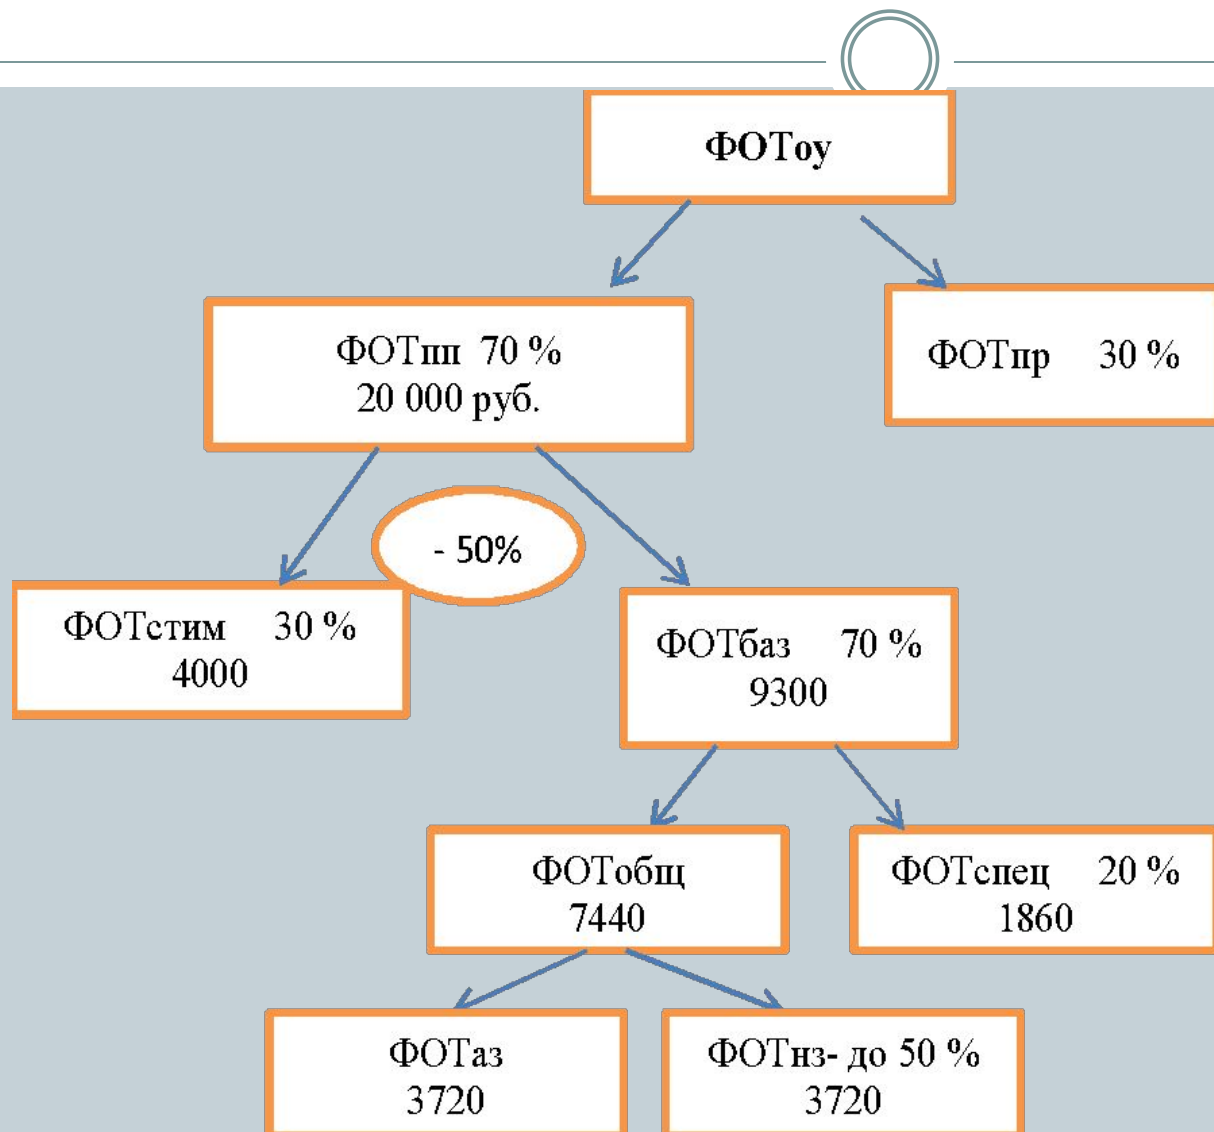 ФОТоу
ФОТпп 70 %
20 000 руб.
ФОТпр 30 %
- 50%
ФОТстим 30 %
4000
ФОТбаз 70 %
9300
ФОТобщ
7440
ФОТспец 20 %
1860
ФОТаз
3720
ФОТнз- до 50 %
3720